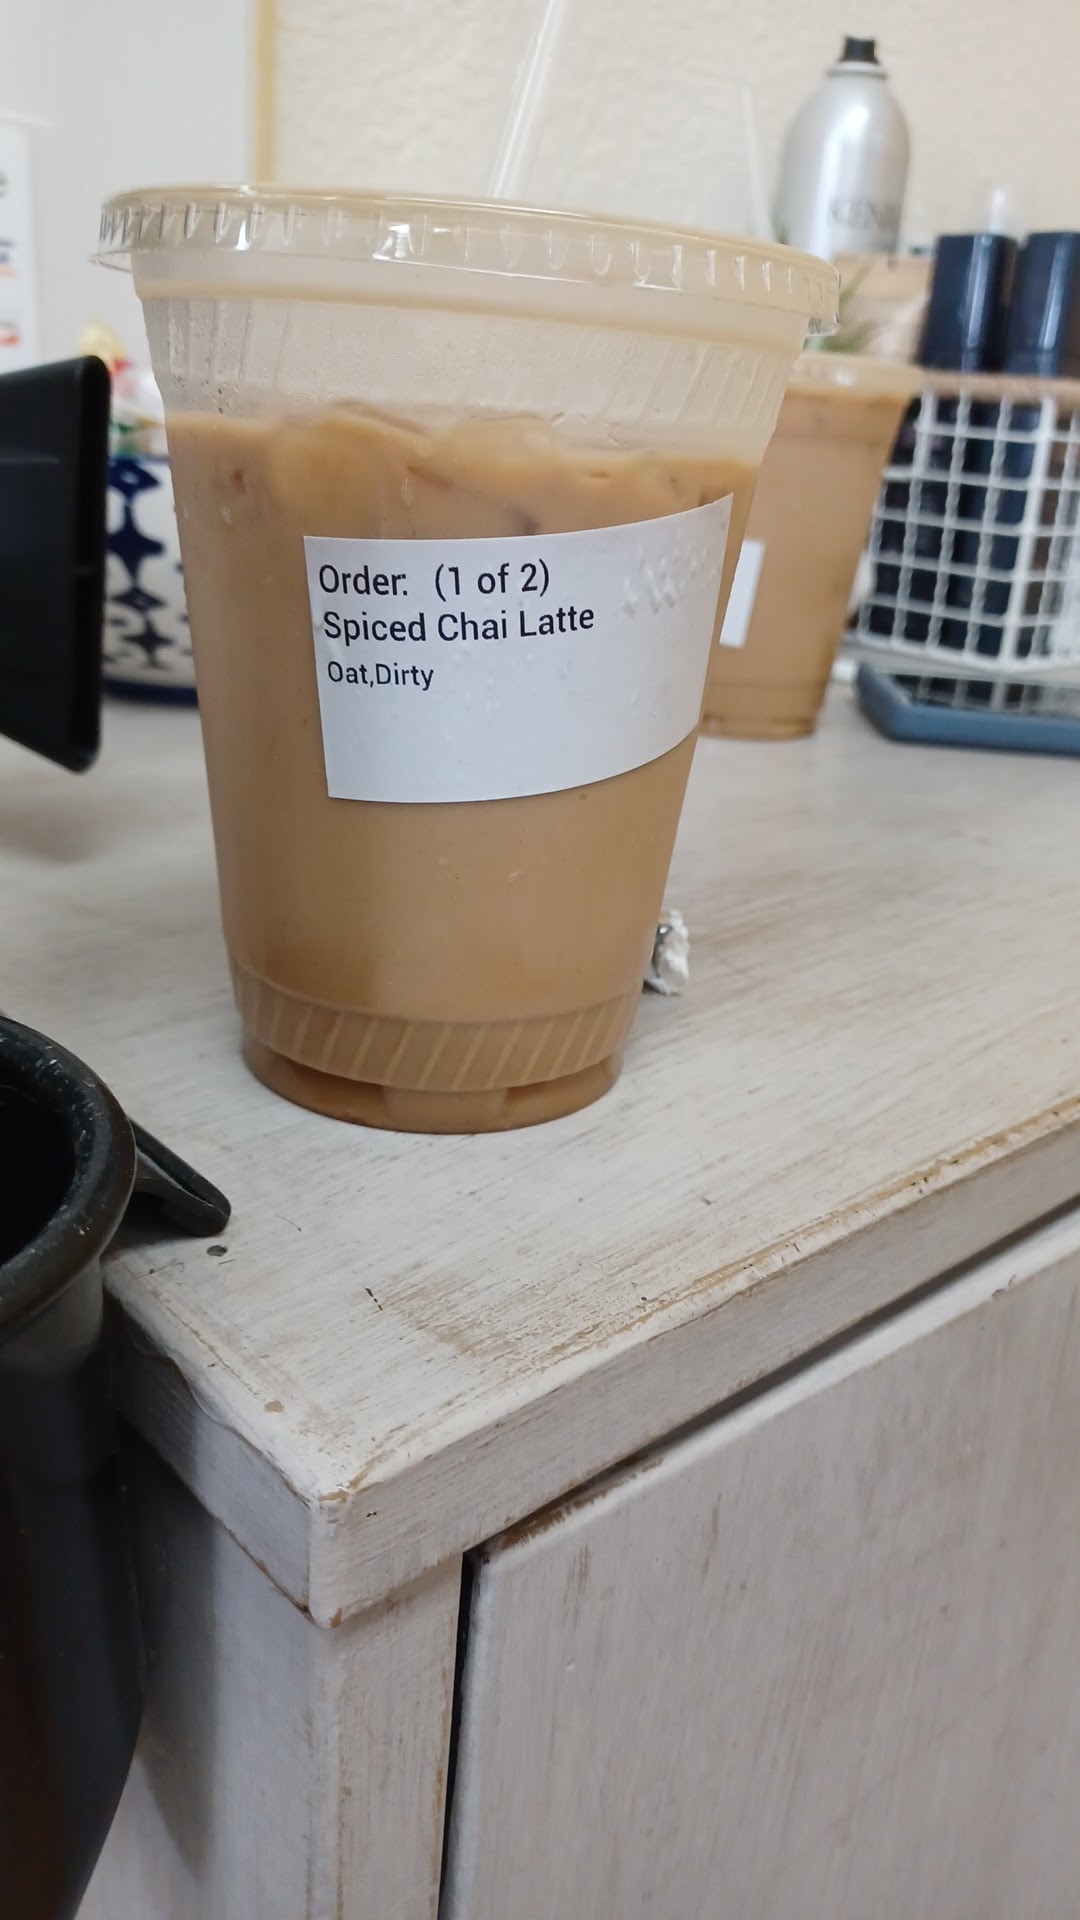 Order: (1 of 2)
Spiced Chai Latte
Oat,Dirty